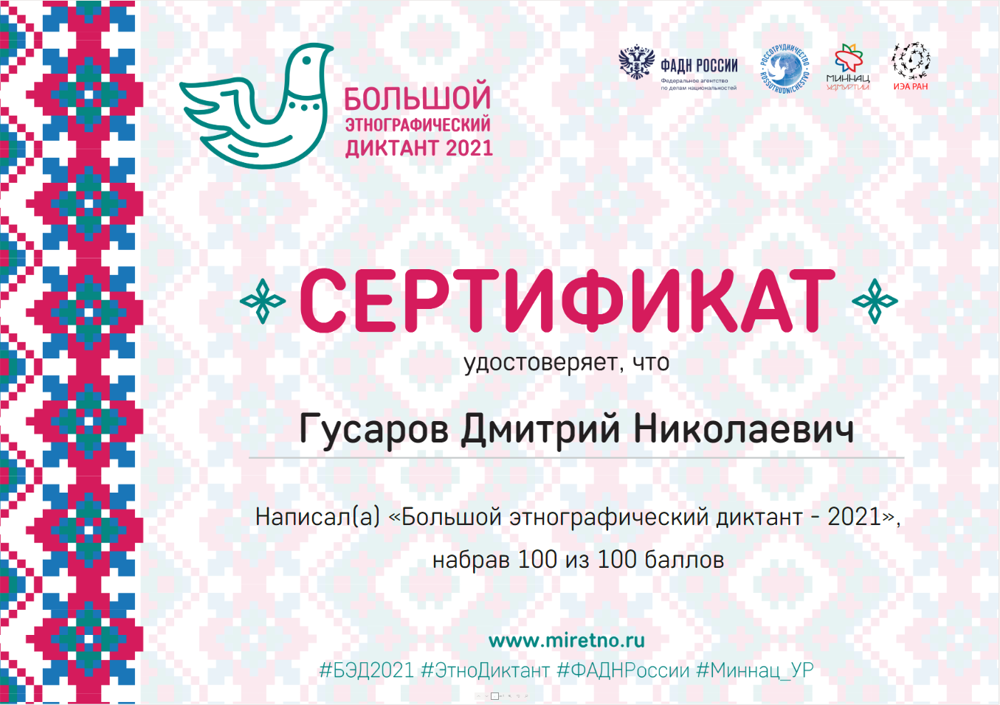 БОЛЬШОЙ
ЭТНОГРАФИЧЕСКИЙ
ДИКТАНТ 2021
ФАДН РОССИИ
Федеральное агентство
по делам национальностей
РОССОТРУДНИЧЕСТВО
ROSSOTRUDNICHESTVO
МИННАЦ
УДМУРТИИ
ИЭА РАН
СЕРТИФИКАТ
удостоверяет, что
Гусаров Дмитрий Николаевич
Написал(а) «Большой этнографический диктант - 2021»,
набрав 100 из 100 баллов
www.miretno.ru
#БЭД2021 #ЭтноДиктант #ФАДНРоссии #Миннац_УР